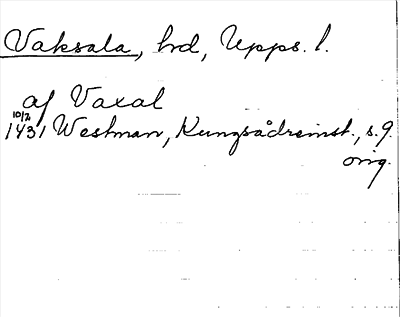 Vaksala, hd, Upps. l.
af Vaxal
10/2
1431 Westman, Kungsådreinst., s. 9.
orig.